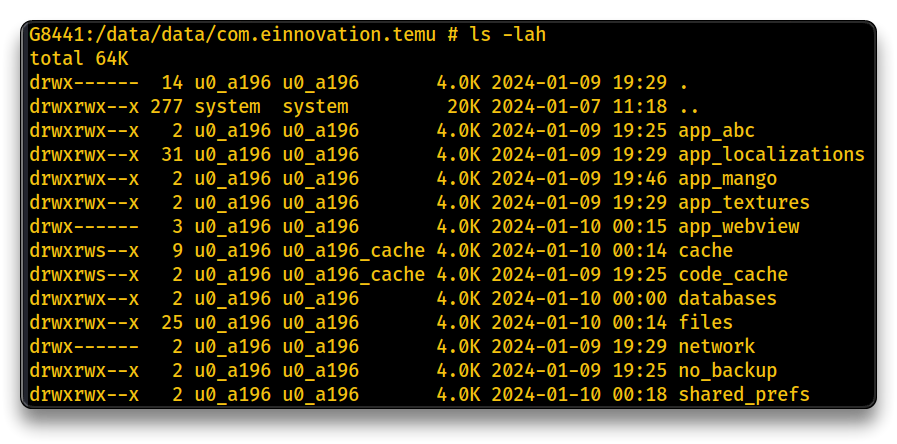 G8441:/data/data/com.einnovation.temu # ls -lah
total 64K
drwx------  14 u0_a196 u0_a196       4.0K 2024-01-09 19:29 .
drwxrwx--x 277 system  system         20K 2024-01-07 11:18 ..
drwxrwx--x   2 u0_a196 u0_a196       4.0K 2024-01-09 19:25 app_abc
drwxrwx--x  31 u0_a196 u0_a196       4.0K 2024-01-09 19:29 app_localizations
drwxrwx--x   2 u0_a196 u0_a196       4.0K 2024-01-09 19:46 app_mango
drwxrwx--x   2 u0_a196 u0_a196       4.0K 2024-01-09 19:29 app_textures
drwx------   3 u0_a196 u0_a196       4.0K 2024-01-10 00:15 app_webview
drwxrws--x   9 u0_a196 u0_a196_cache 4.0K 2024-01-10 00:14 cache
drwxrws--x   2 u0_a196 u0_a196_cache 4.0K 2024-01-09 19:25 code_cache
drwxrwx--x   2 u0_a196 u0_a196       4.0K 2024-01-10 00:00 databases
drwxrwx--x  25 u0_a196 u0_a196       4.0K 2024-01-10 00:14 files
drwx------   2 u0_a196 u0_a196       4.0K 2024-01-09 19:29 network
drwxrwx--x   2 u0_a196 u0_a196       4.0K 2024-01-09 19:25 no_backup
drwxrwx--x   2 u0_a196 u0_a196       4.0K 2024-01-10 00:18 shared_prefs